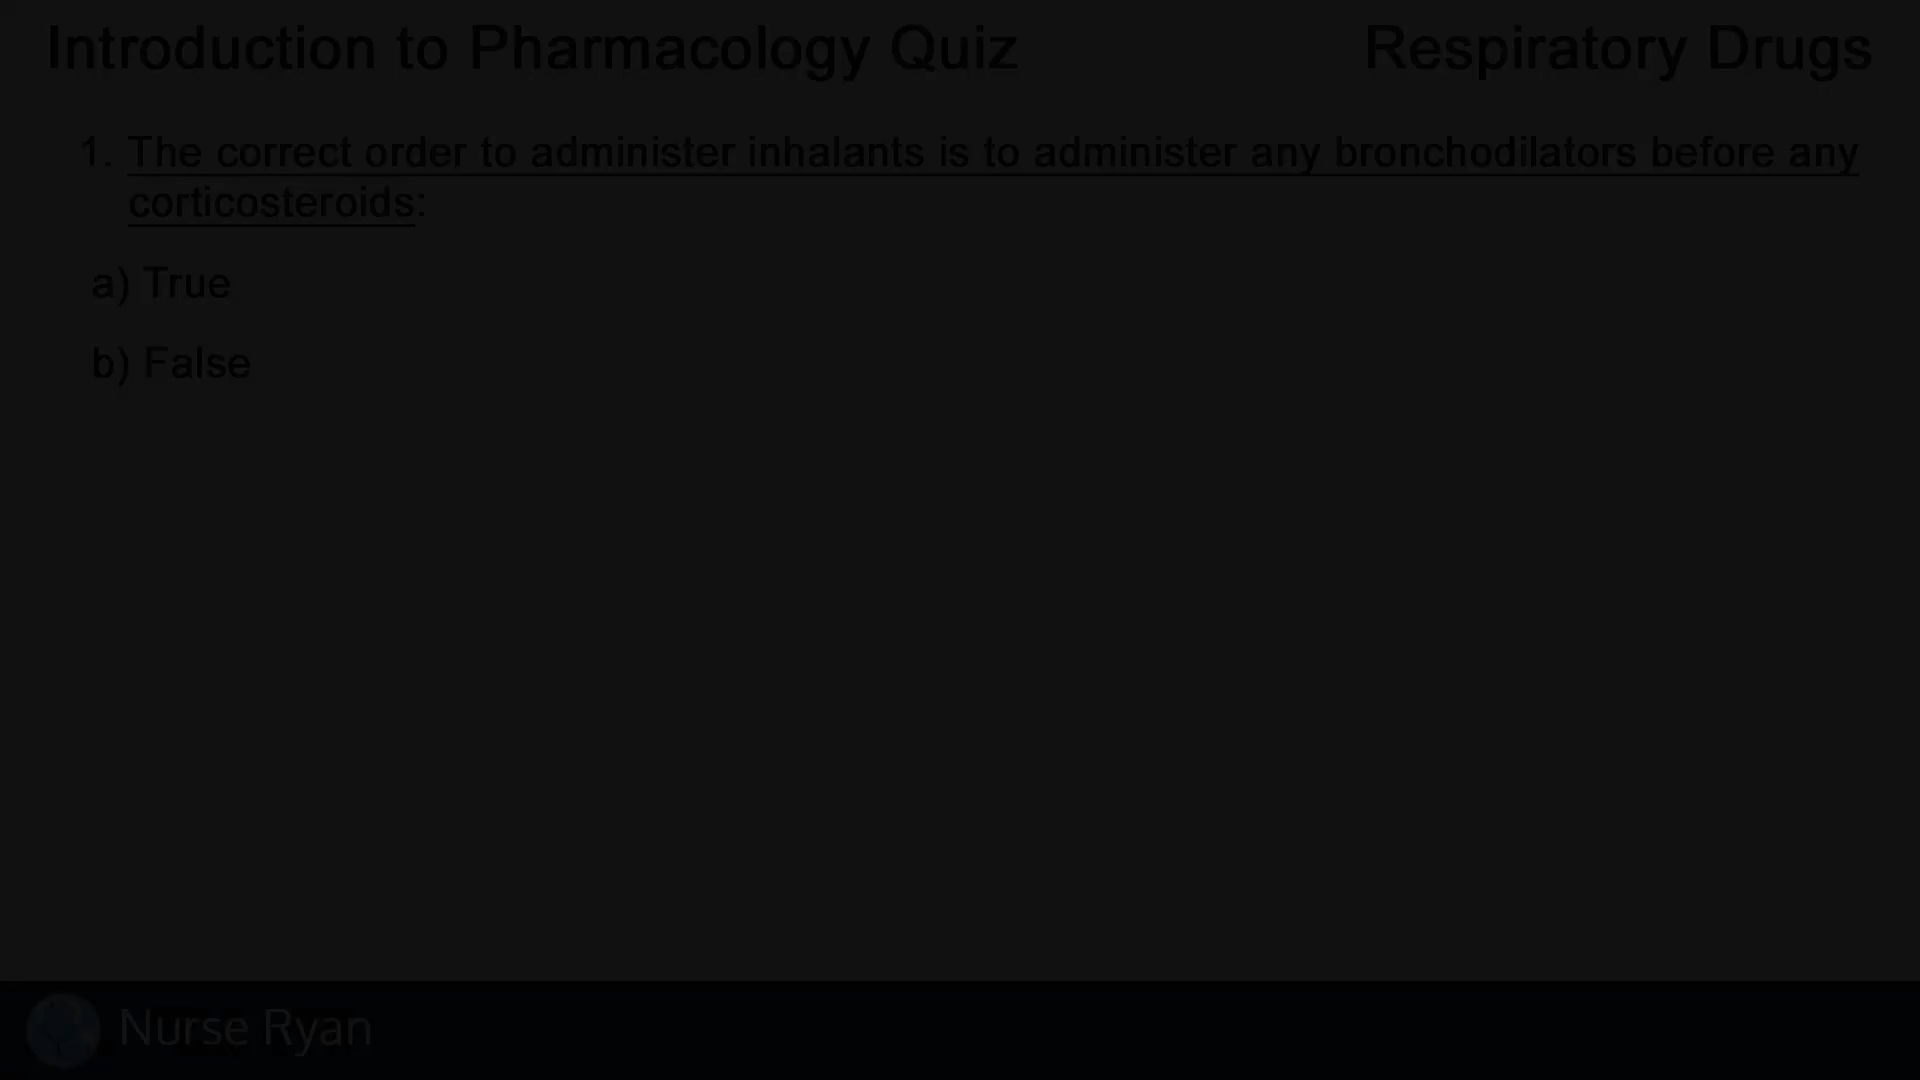 Introduction to Pharmacology Quiz
Respiratory Drugs
1. The correct order to administer inhalants is to administer any bronchodilators before any
corticosteroids:
a) True
b) False
Nurse Ryan